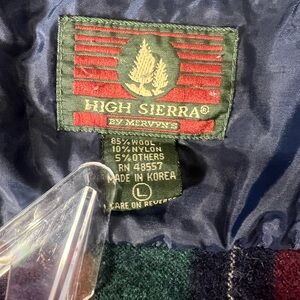 HIGH SIERRA®
BY MERVYN'S
85% WOOL
10% NYLON
5% OTHERS
RN 48557
MADE IN KOREA
L
CARE ON REVERSE